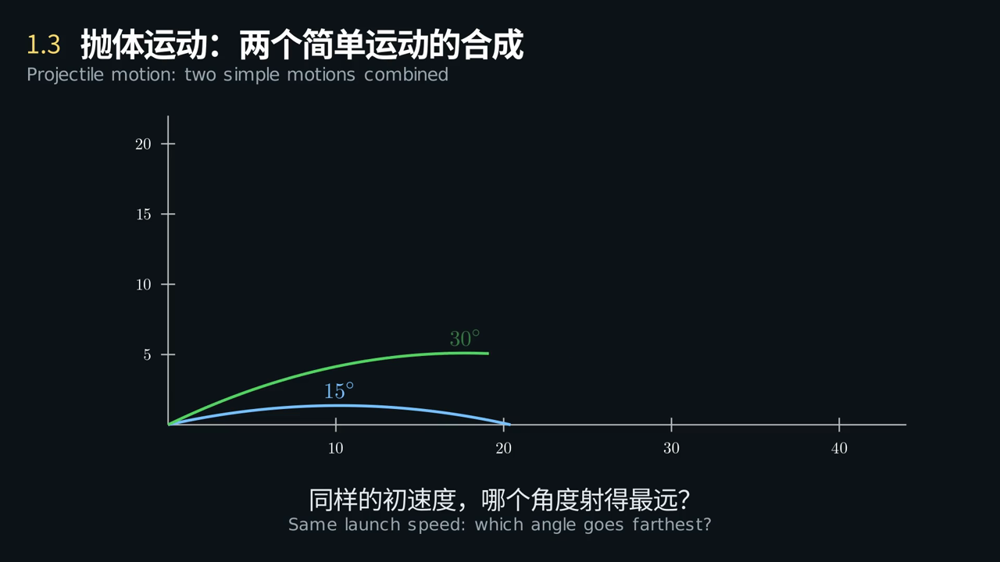 1.3 抛体运动：两个简单运动的合成
Projectile motion: two simple motions combined
20
15
10
5
30°
15°
10 20 30 40
同样的初速度，哪个角度射得最远？
Same launch speed: which angle goes farthest?